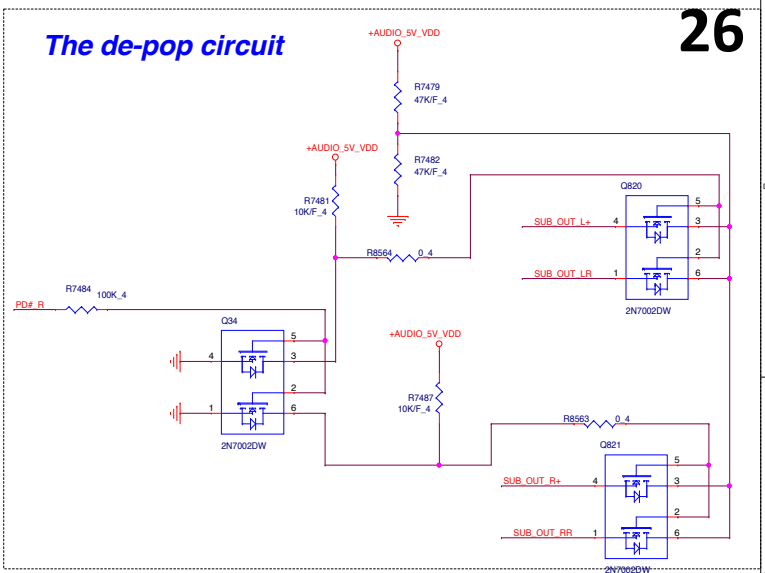 The de-pop circuit
26
+AUDIO_5V_VDD
R7479
47K/F_4
+AUDIO_5V_VDD
R7482
47K/F_4
R7481
10K/F_4
Q820
5
SUB_OUT_L+ 4 3
R8564 0_4
2
SUB_OUT_LR 1 6
2N7002DW
R7484 100K_4
PD#_R
Q34
5
4 3
2
1 6
2N7002DW
+AUDIO_5V_VDD
R7487
10K/F_4
R8563 0_4
Q821
5
SUB_OUT_R+ 4 3
2
SUB_OUT_RR 1 6
2N7002DW